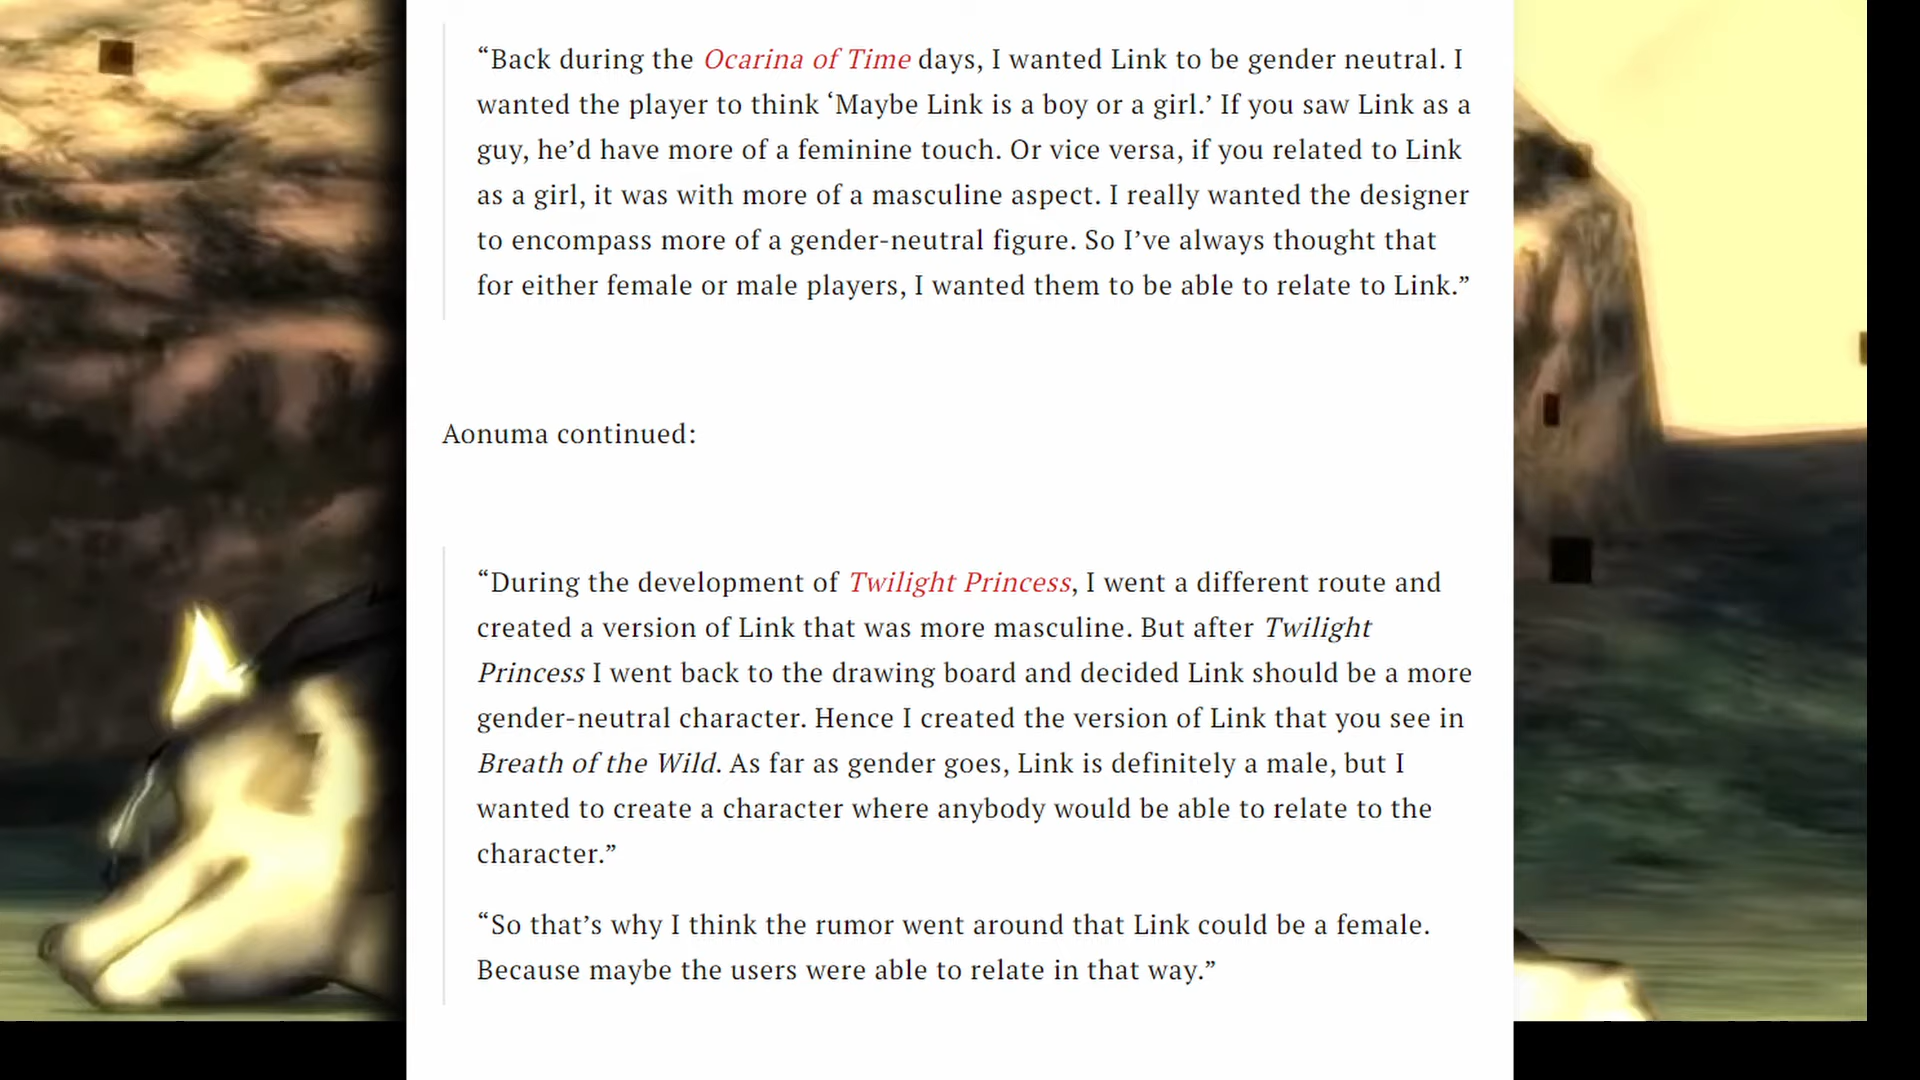 “Back during the Ocarina of Time days, I wanted Link to be gender neutral. I
wanted the player to think ‘Maybe Link is a boy or a girl.’ If you saw Link as a
guy, he’d have more of a feminine touch. Or vice versa, if you related to Link
as a girl, it was with more of a masculine aspect. I really wanted the designer
to encompass more of a gender-neutral figure. So I’ve always thought that
for either female or male players, I wanted them to be able to relate to Link.”
Aonuma continued:
“During the development of Twilight Princess, I went a different route and
created a version of Link that was more masculine. But after Twilight
Princess I went back to the drawing board and decided Link should be a more
gender-neutral character. Hence I created the version of Link that you see in
Breath of the Wild. As far as gender goes, Link is definitely a male, but I
wanted to create a character where anybody would be able to relate to the
character.”
“So that’s why I think the rumor went around that Link could be a female.
Because maybe the users were able to relate in that way.”